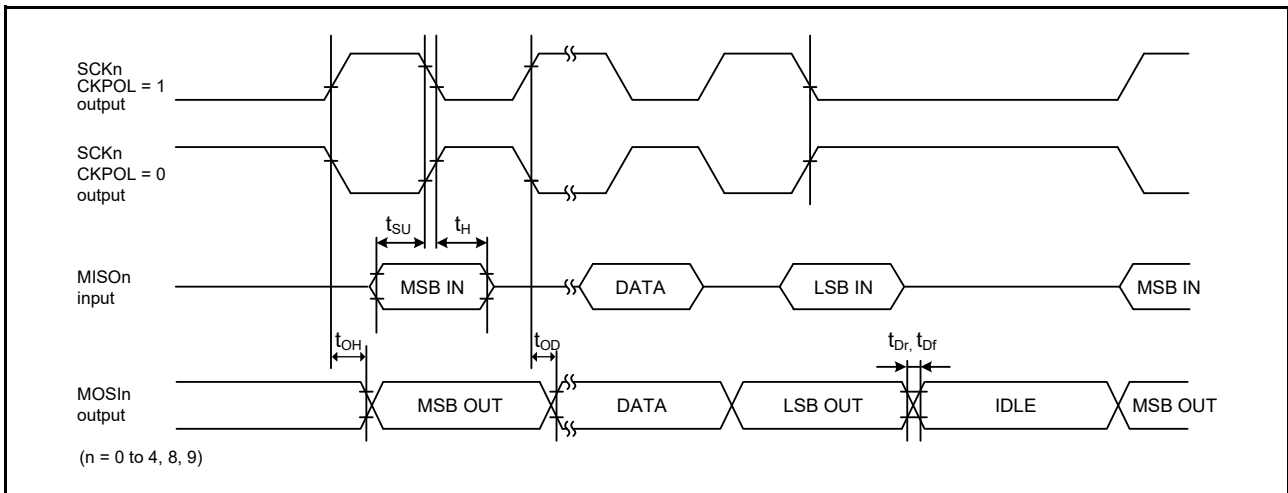 SCKn
CKPOL = 1
output
SCKn
CKPOL = 0
output
tSU
tH
MISOn
input
MSB IN
DATA
LSB IN
MSB IN
tOH
tOD
tDr, tDf
MOSIn
output
MSB OUT
DATA
LSB OUT
IDLE
MSB OUT
(n = 0 to 4, 8, 9)